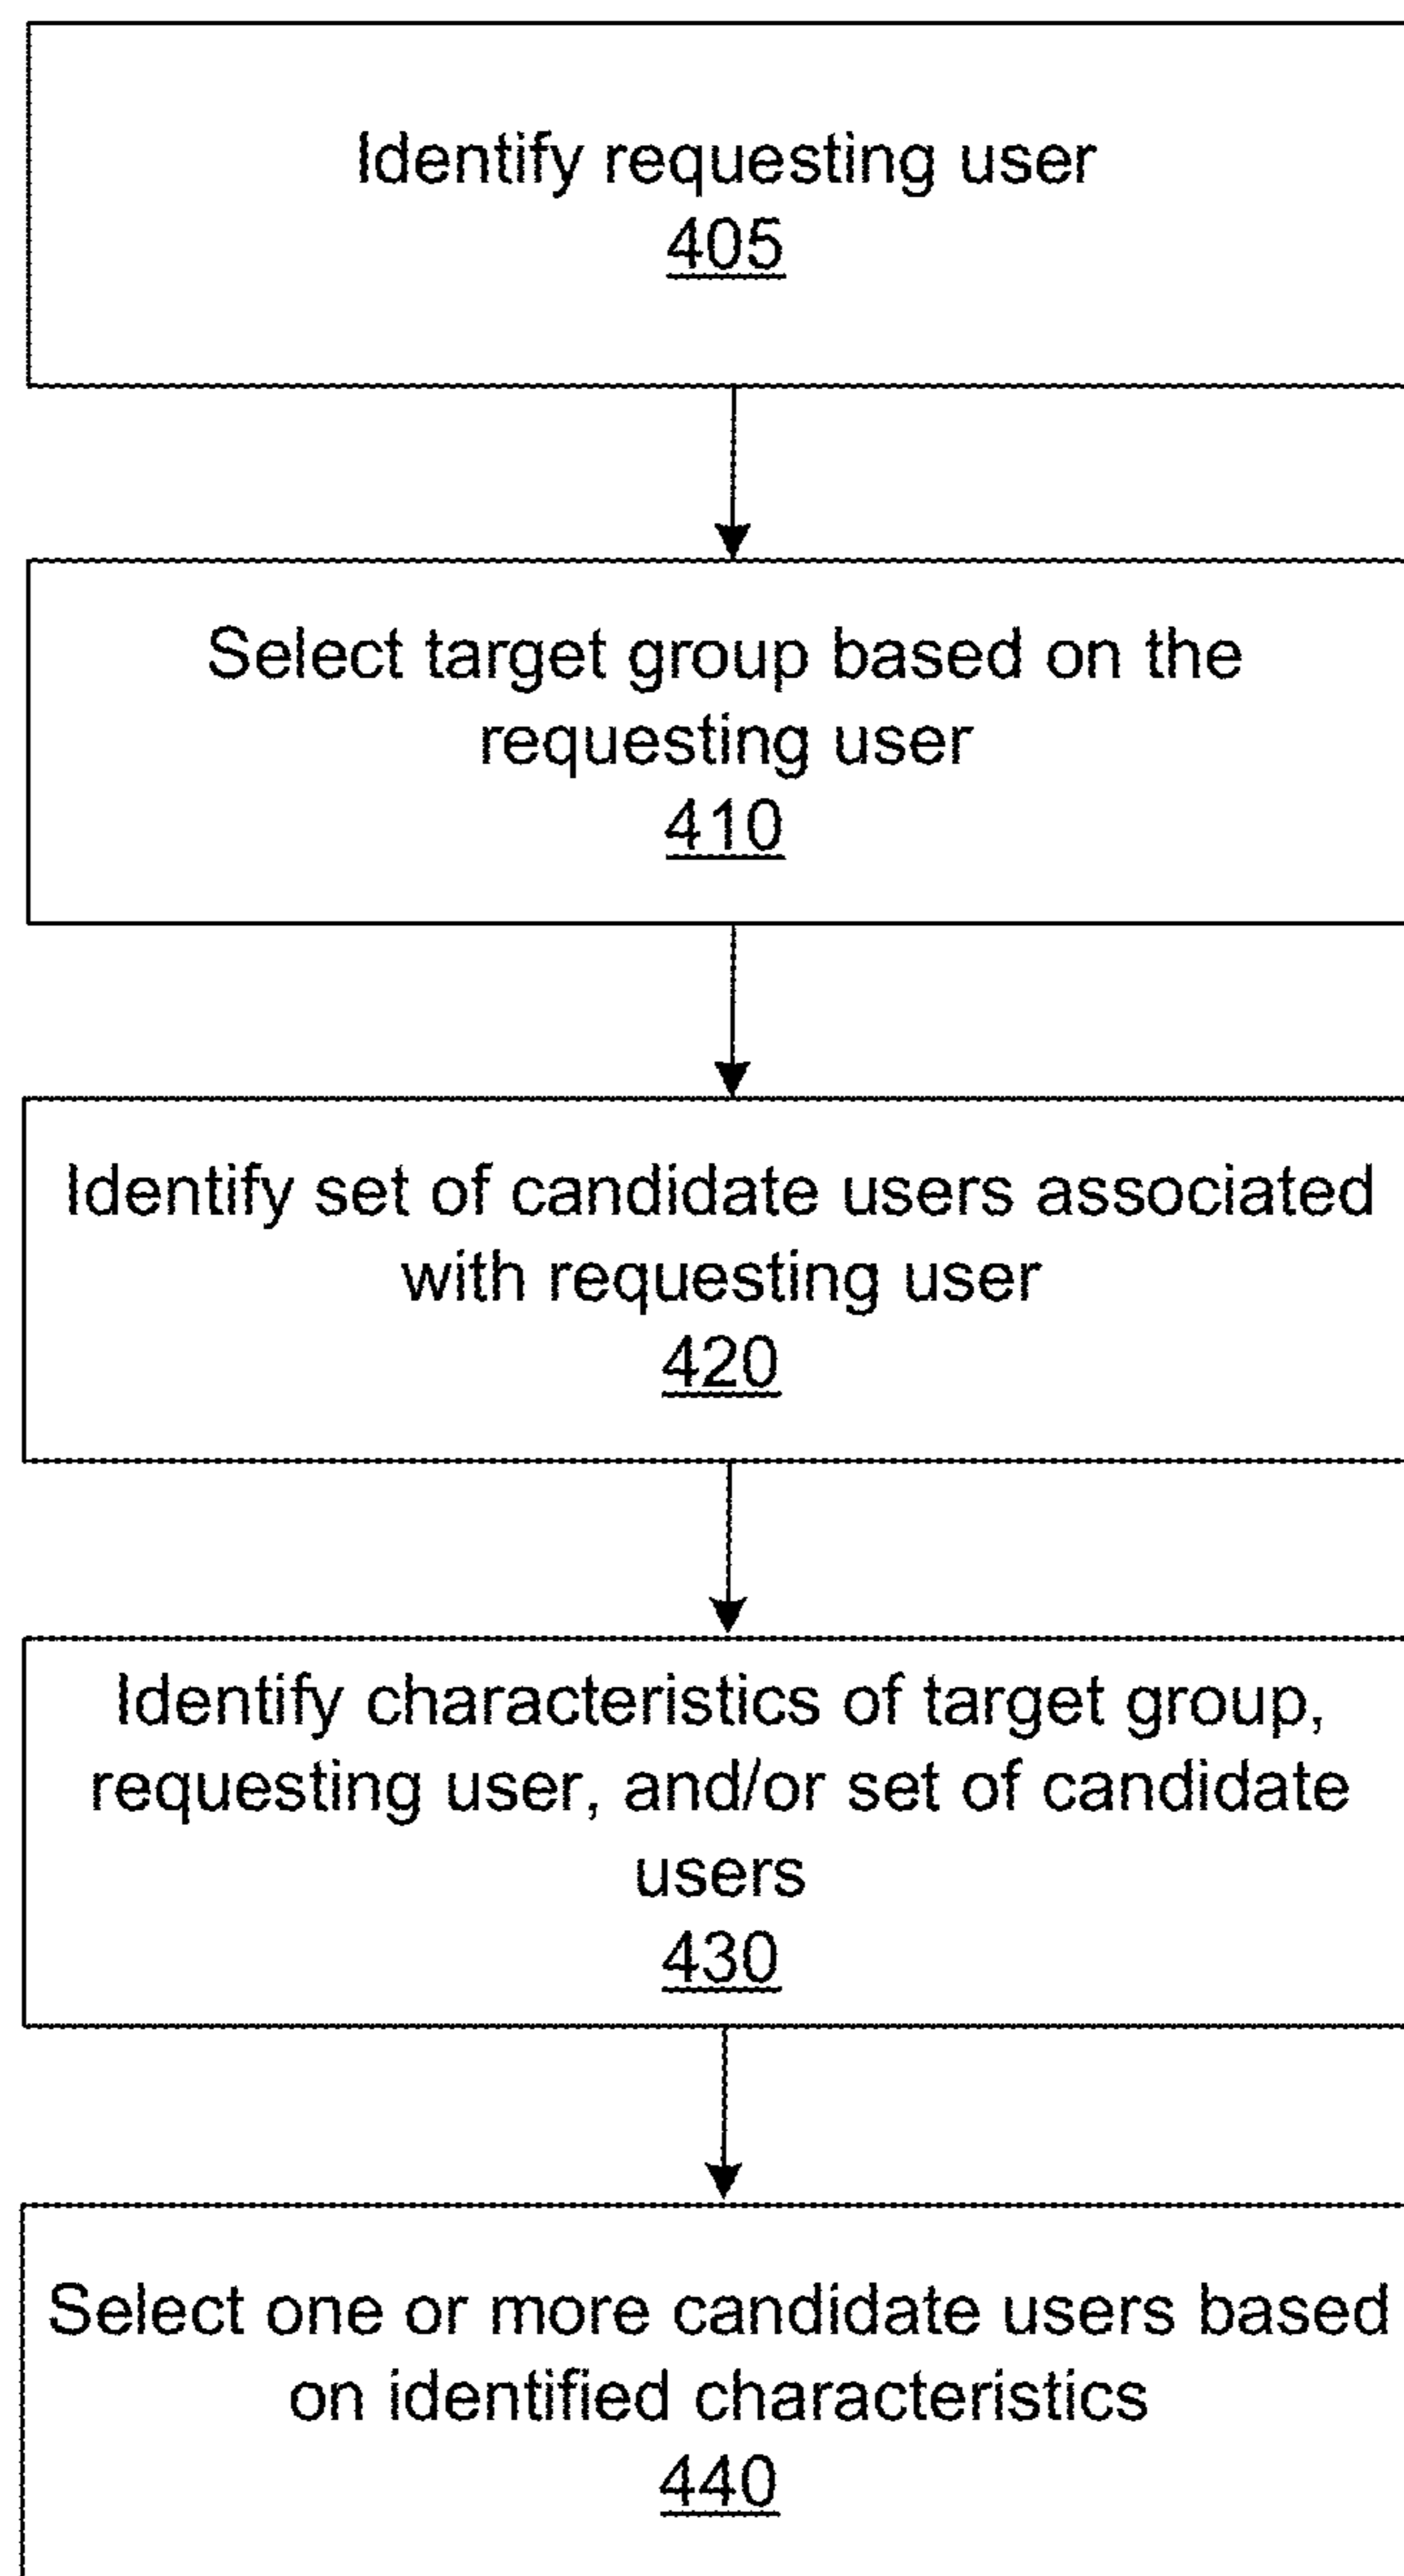 Identify requesting user
405
Select target group based on the
requesting user
410
Identify set of candidate users associated
with requesting user
420
Identify characteristics of target group,
requesting user, and/or set of candidate
users
430
Select one or more candidate users based
on identified characteristics
440